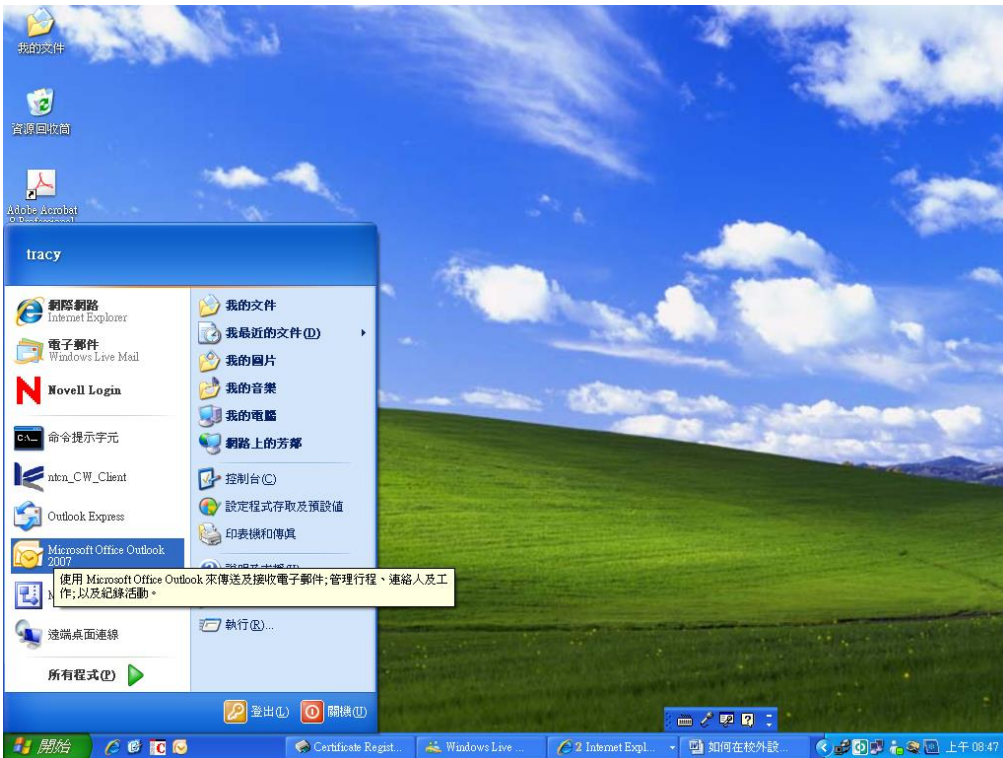 我的文件
資源回收筒
Adobe Acrobat
tracy
網際網路
Internet Explorer
電子郵件
Windows Live Mail
Novell Login
命令提示字元
ntcn_CW_Client
Outlook Express
Microsoft Office Outlook
2007
遠端桌面連線
所有程式(P)
我的文件
我最近的文件(D)
我的圖片
我的音樂
我的電腦
網路上的芳鄰
控制台(C)
設定程式存取及預設值
印表機和傳真
使用 Microsoft Office Outlook 來傳送及接收電子郵件;管理行程、連絡人及工
作;以及紀錄活動。
執行(R)...
登出(L)
關機(U)
開始
Certificate Regist...
Windows Live ...
2 Internet Expl...
如何在校外設...
上午 08:47